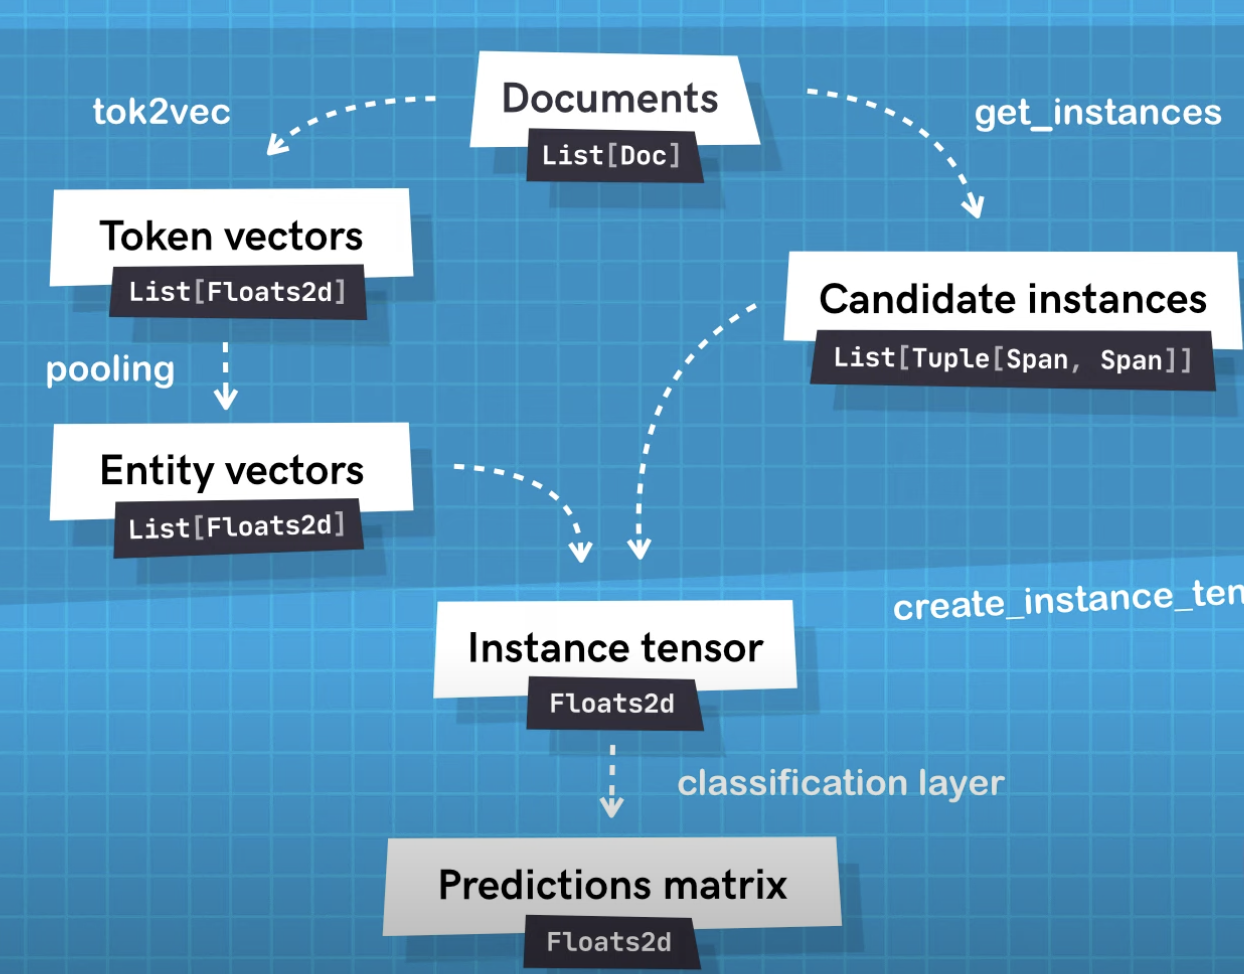 Documents
List[Doc]
tok2vec
get_instances
Token vectors
List[Floats2d]
Candidate instances
List[Tuple[Span, Span]]
pooling
Entity vectors
List[Floats2d]
create_instance_ten
Instance tensor
Floats2d
classification layer
Predictions matrix
Floats2d